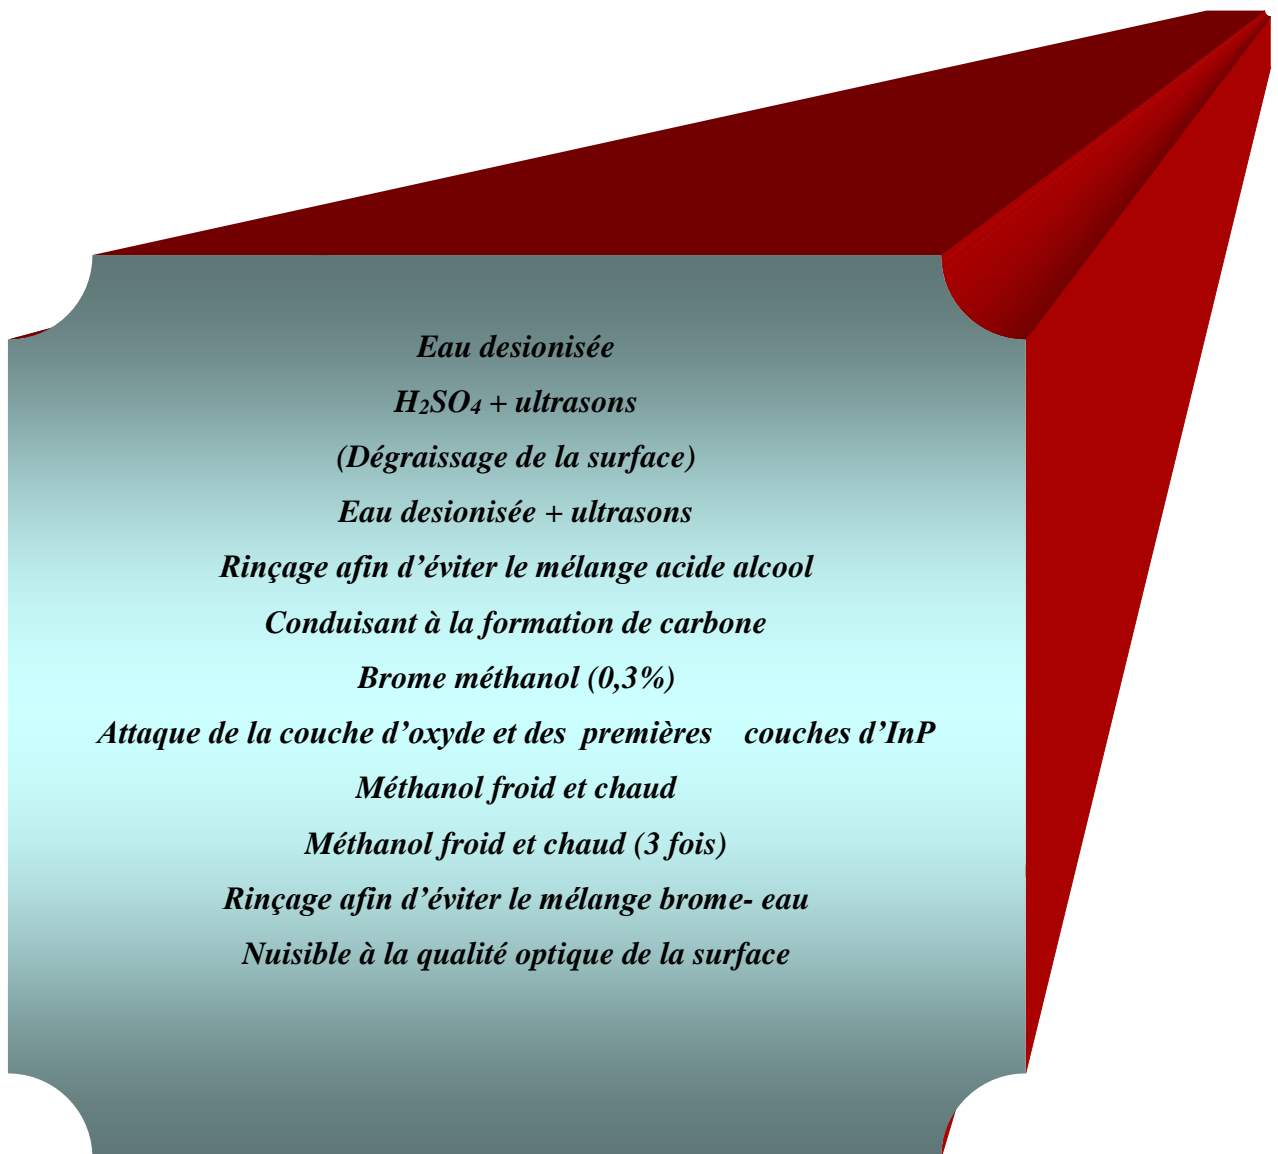 Eau desionisée
H₂SO₄ + ultrasons
(Dégraissage de la surface)
Eau desionisée + ultrasons
Rinçage afin d’éviter le mélange acide alcool
Conduisant à la formation de carbone
Brome méthanol (0,3%)
Attaque de la couche d’oxyde et des premières couches d’InP
Méthanol froid et chaud
Méthanol froid et chaud (3 fois)
Rinçage afin d’éviter le mélange brome- eau
Nuisible à la qualité optique de la surface